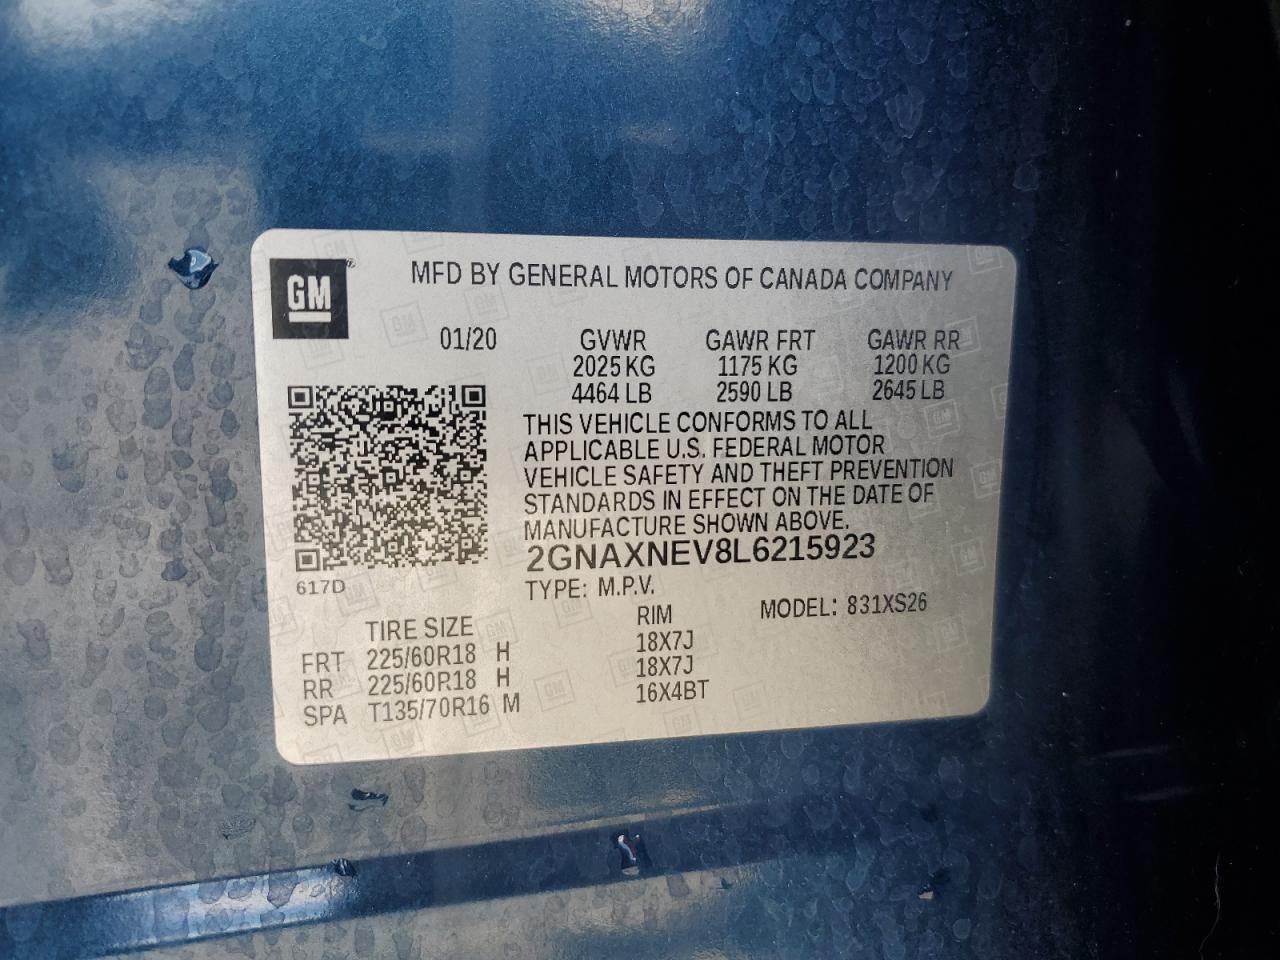 GM
MFD BY GENERAL MOTORS OF CANADA COMPANY
01/20 GVWR GAWR FRT GAWR RR
2025 KG 1175 KG 1200 KG
4464 LB 2590 LB 2645 LB
THIS VEHICLE CONFORMS TO ALL
APPLICABLE U.S. FEDERAL MOTOR
VEHICLE SAFETY AND THEFT PREVENTION
STANDARDS IN EFFECT ON THE DATE OF
MANUFACTURE SHOWN ABOVE.
2GNAXNEV8L6215923
617D
TYPE: M.P.V. MODEL: 831XS26
TIRE SIZE RIM
FRT 225/60R18 H 18X7J
RR 225/60R18 H 18X7J
SPA T135/70R16 M 16X4BT